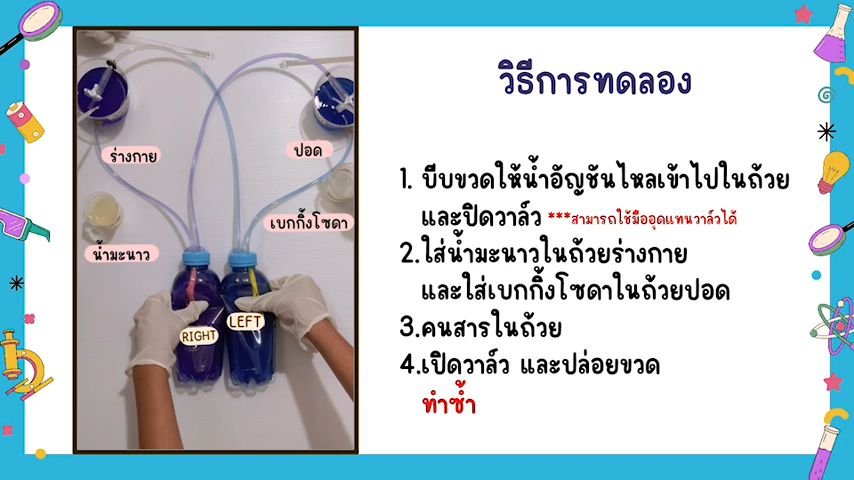 วิธีการทดลอง
ร่างกาย
ปอด
น้ำมะนาว
เบกกิ้งโซดา
RIGHT
LEFT
1. บีบขวดให้น้ำอัญชันไหลเข้าไปในถ้วย
และปิดวาล์ว ***สามารถใช้มืออุดแทนวาล์วได้
2.ใส่น้ำมะนาวในถ้วยร่างกาย
และใส่เบกกิ้งโซดาในถ้วยปอด
3.คนสารในถ้วย
4.เปิดวาล์ว และปล่อยขวด
ทำซ้ำ